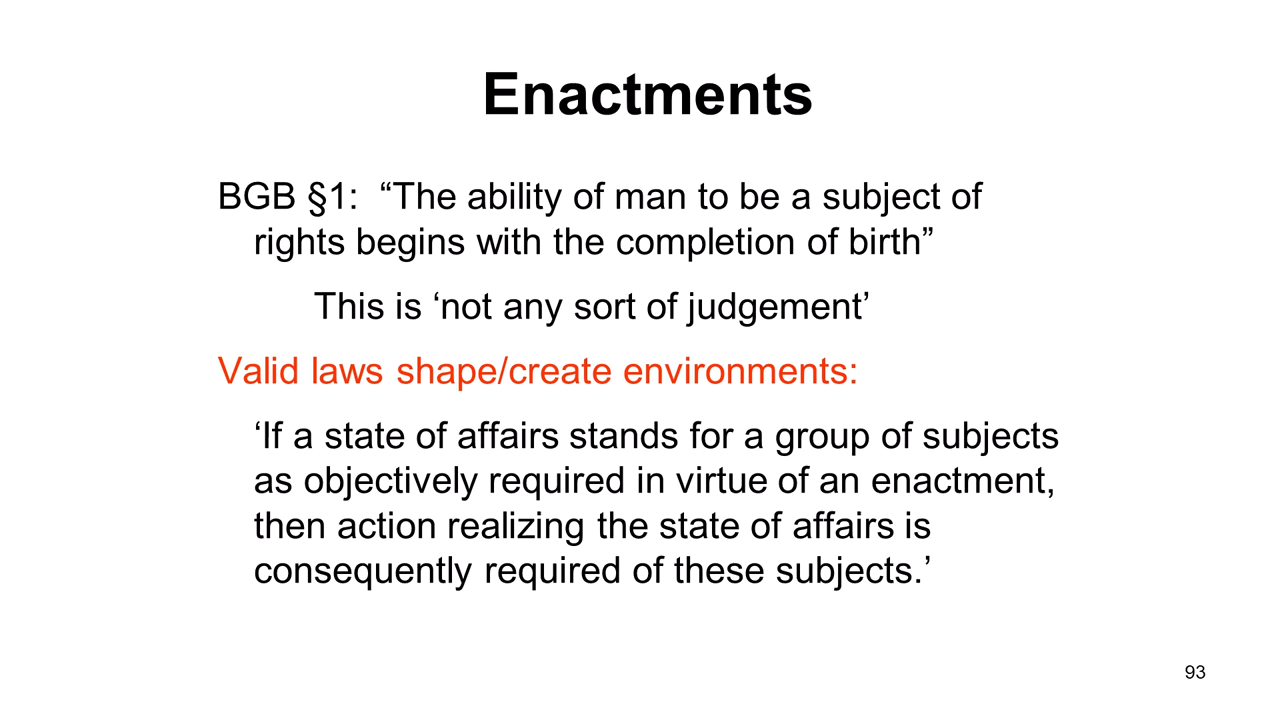 Enactments
BGB §1:  “The ability of man to be a subject of
rights begins with the completion of birth”
This is ‘not any sort of judgement’
Valid laws shape/create environments:
‘If a state of affairs stands for a group of subjects
as objectively required in virtue of an enactment,
then action realizing the state of affairs is
consequently required of these subjects.’
93